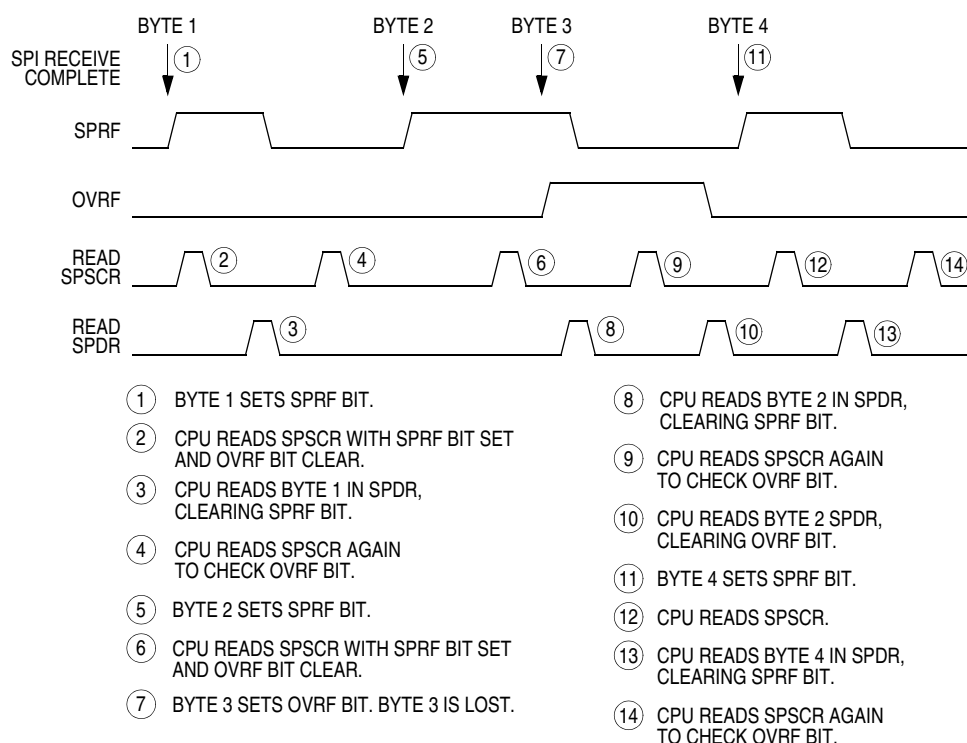 BYTE 1 BYTE 2 BYTE 3 BYTE 4
SPI RECEIVE
COMPLETE
1 5 7 11
SPRF
OVRF
READ
SPSCR
2 4 6 9 12 14
READ
SPDR
3 8 10 13
1 BYTE 1 SETS SPRF BIT.
2 CPU READS SPSCR WITH SPRF BIT SET
AND OVRF BIT CLEAR.
3 CPU READS BYTE 1 IN SPDR,
CLEARING SPRF BIT.
4 CPU READS SPSCR AGAIN
TO CHECK OVRF BIT.
5 BYTE 2 SETS SPRF BIT.
6 CPU READS SPSCR WITH SPRF BIT SET
AND OVRF BIT CLEAR.
7 BYTE 3 SETS OVRF BIT. BYTE 3 IS LOST.
8 CPU READS BYTE 2 IN SPDR,
CLEARING SPRF BIT.
9 CPU READS SPSCR AGAIN
TO CHECK OVRF BIT.
10 CPU READS BYTE 2 SPDR,
CLEARING OVRF BIT.
11 BYTE 4 SETS SPRF BIT.
12 CPU READS SPSCR.
13 CPU READS BYTE 4 IN SPDR,
CLEARING SPRF BIT.
14 CPU READS SPSCR AGAIN
TO CHECK OVRF BIT.